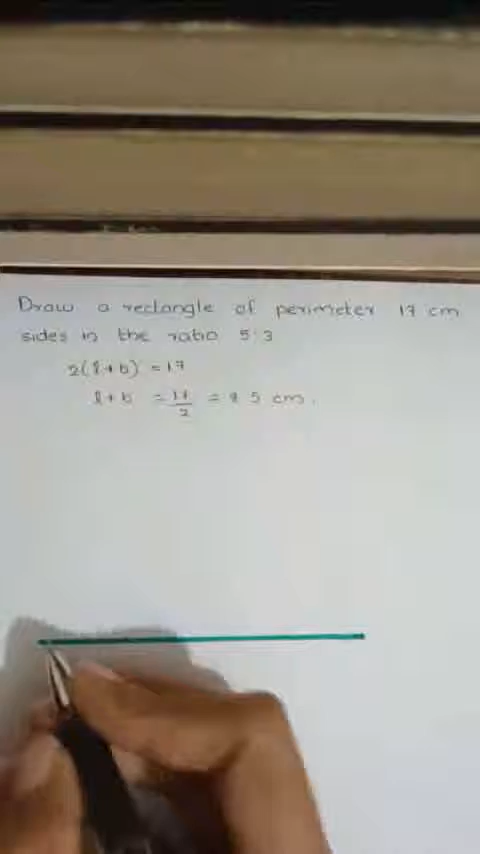 Draw a rectangle of perimeter 17 cm
sides in the ratio 5:3
2(l+b) = 17
l+b = 17/2 = 8.5 cm.